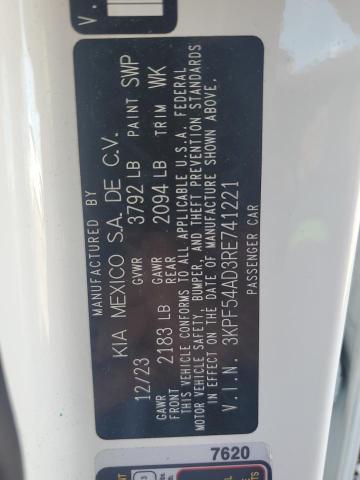 MANUFACTURED BY
KIA MEXICO S.A. DE C.V.
12/23 GVWR 3792 LB PAINT SWP
GAWR FRONT 2183 LB GAWR REAR 2094 LB TRIM WK
THIS VEHICLE CONFORMS TO ALL APPLICABLE U.S.A. FEDERAL
MOTOR VEHICLE SAFETY, BUMPER, AND THEFT PREVENTION STANDARDS
IN EFFECT ON THE DATE OF MANUFACTURE SHOWN ABOVE.
V.I.N. 3KPF54AD3RE741221
PASSENGER CAR
7620